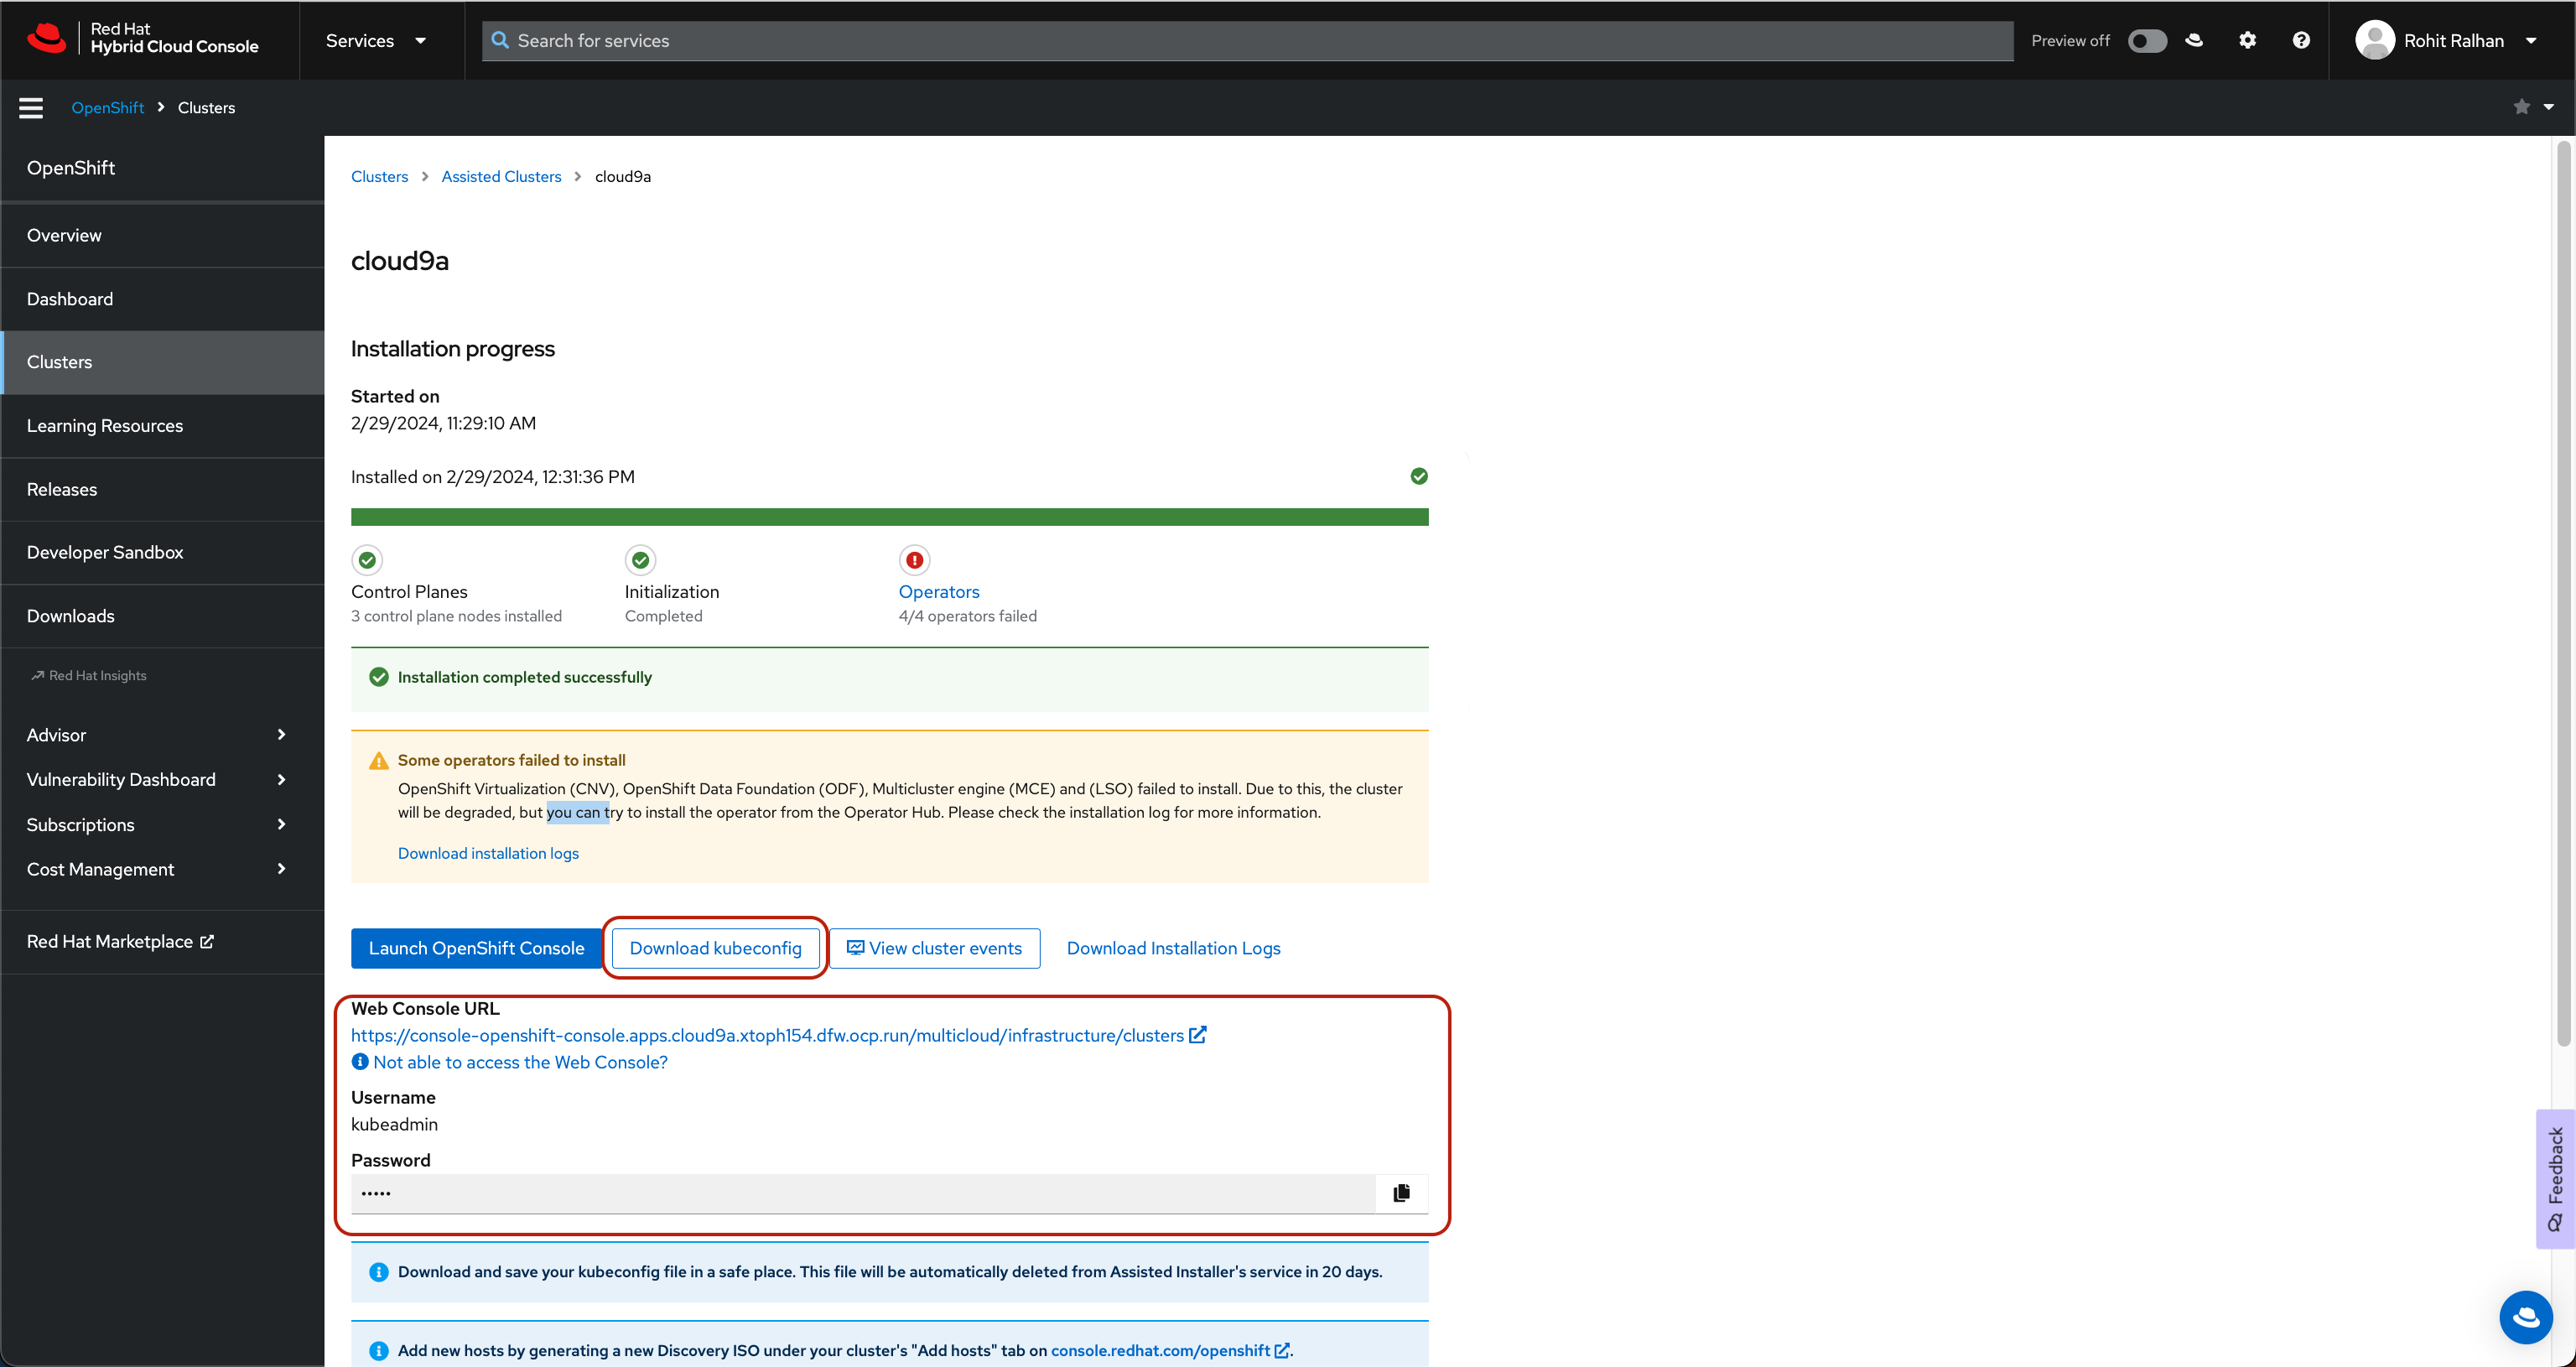 Red Hat
Hybrid Cloud Console
Services
Search for services
Preview off
Rohit Ralhan
OpenShift > Clusters
OpenShift
Overview
Dashboard
Clusters
Learning Resources
Releases
Developer Sandbox
Downloads
Red Hat Insights
Advisor
Vulnerability Dashboard
Subscriptions
Cost Management
Red Hat Marketplace
Clusters > Assisted Clusters > cloud9a
cloud9a
Installation progress
Started on
2/29/2024, 11:29:10 AM
Installed on 2/29/2024, 12:31:36 PM
Control Planes
3 control plane nodes installed
Initialization
Completed
Operators
4/4 operators failed
Installation completed successfully
Some operators failed to install
OpenShift Virtualization (CNV), OpenShift Data Foundation (ODF), Multicluster engine (MCE) and (LSO) failed to install. Due to this, the cluster
will be degraded, but you can try to install the operator from the Operator Hub. Please check the installation log for more information.
Download installation logs
Launch OpenShift Console
Download kubeconfig
View cluster events
Download Installation Logs
Web Console URL
https://console-openshift-console.apps.cloud9a.xtoph154.dfw.ocp.run/multicloud/infrastructure/clusters
Not able to access the Web Console?
Username
kubeadmin
Password
•••••
Download and save your kubeconfig file in a safe place. This file will be automatically deleted from Assisted Installer's service in 20 days.
Add new hosts by generating a new Discovery ISO under your cluster's "Add hosts" tab on console.redhat.com/openshift.
Feedback